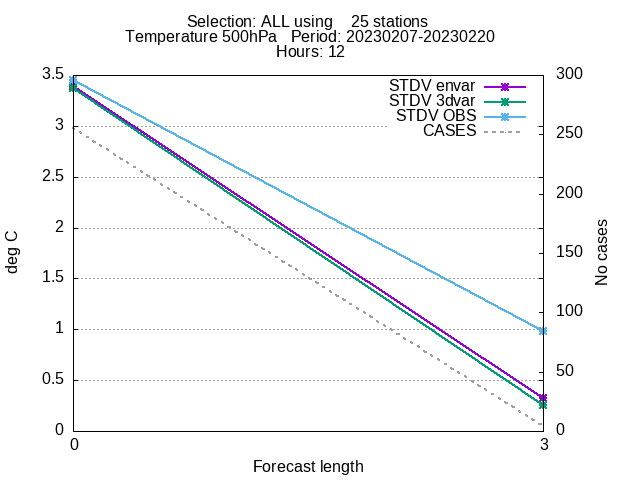 Selection: ALL using    25 stations
Temperature 500hPa   Period: 20230207-20230220
Hours: 12
STDV envar
STDV 3dvar
STDV OBS
CASES
3.5
3
2.5
2
1.5
1
0.5
0
300
250
200
150
100
50
0
deg C
No cases
0
3
Forecast length